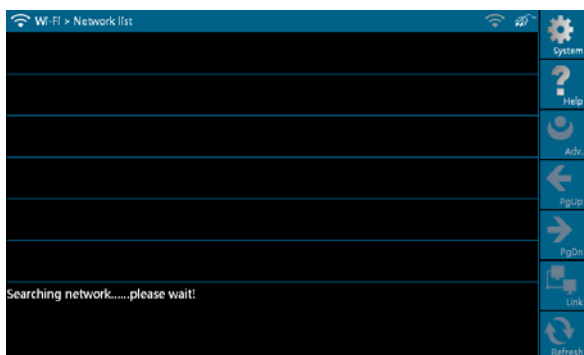 Wi-Fi > Network list
System
Help
Adv.
PgUp
PgDn
Searching network......please wait!
Link
Refresh